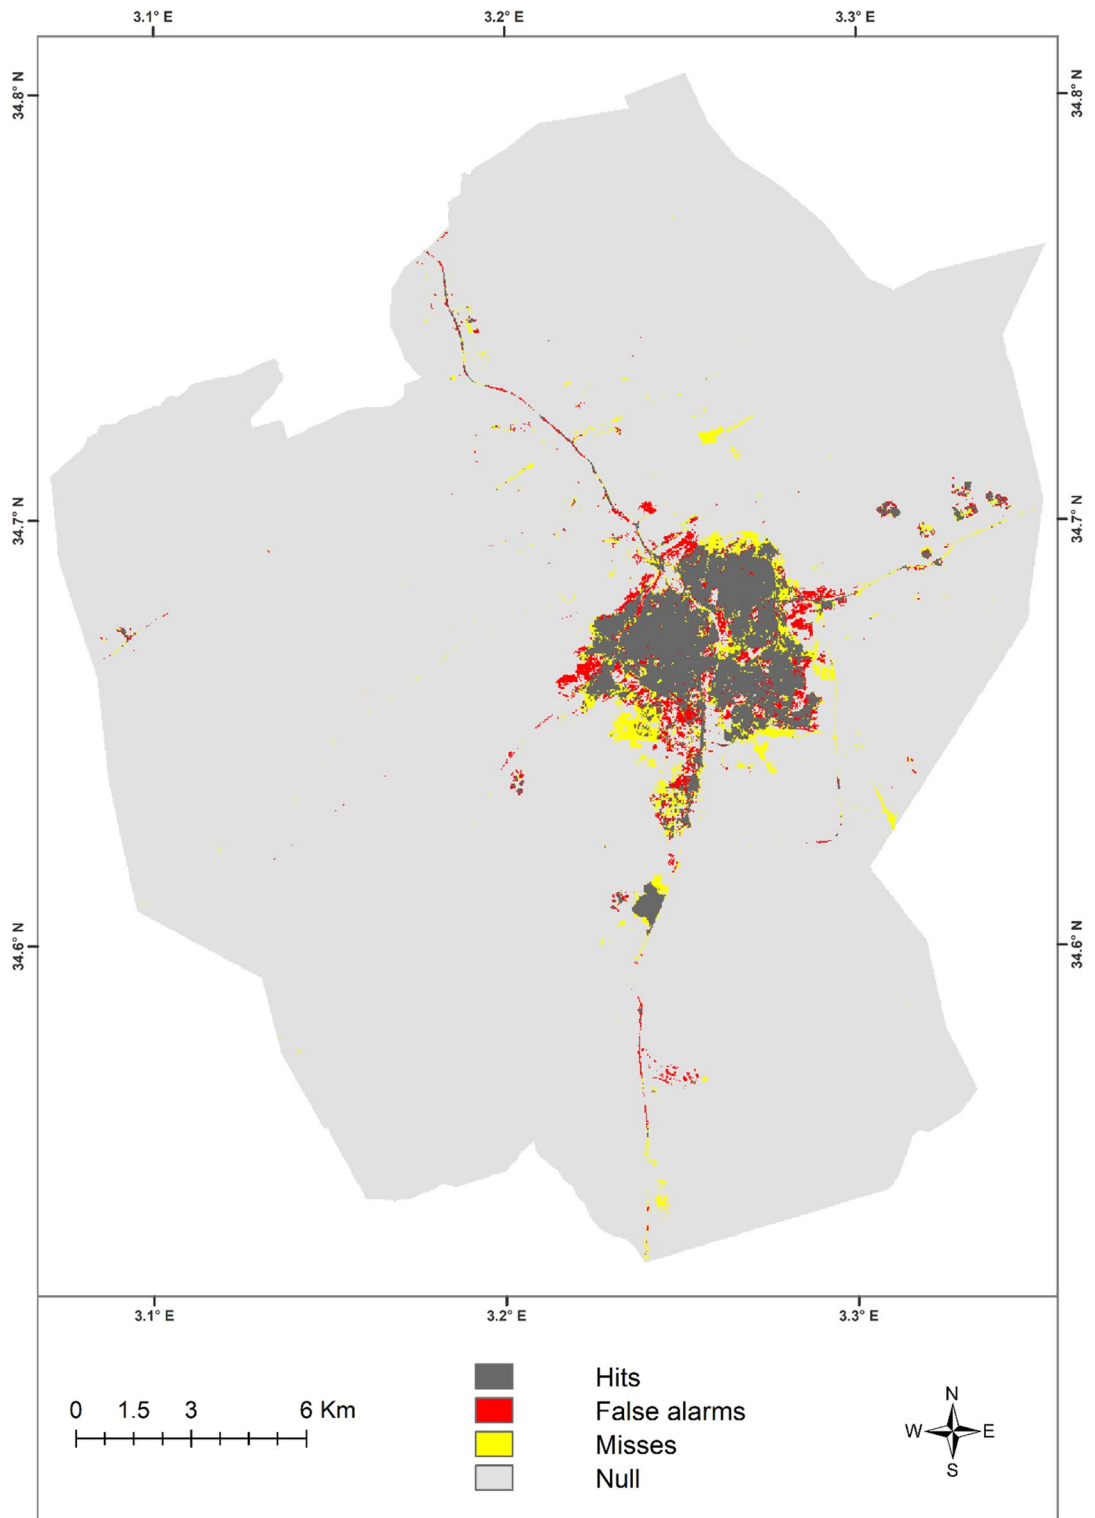 3.1° E 3.2° E 3.3° E
34.8° N 34.8° N
34.7° N 34.7° N
34.6° N 34.6° N
3.1° E 3.2° E 3.3° E
Hits
0 1.5 3 6 Km
False alarms
Misses
Null
N
W E
S